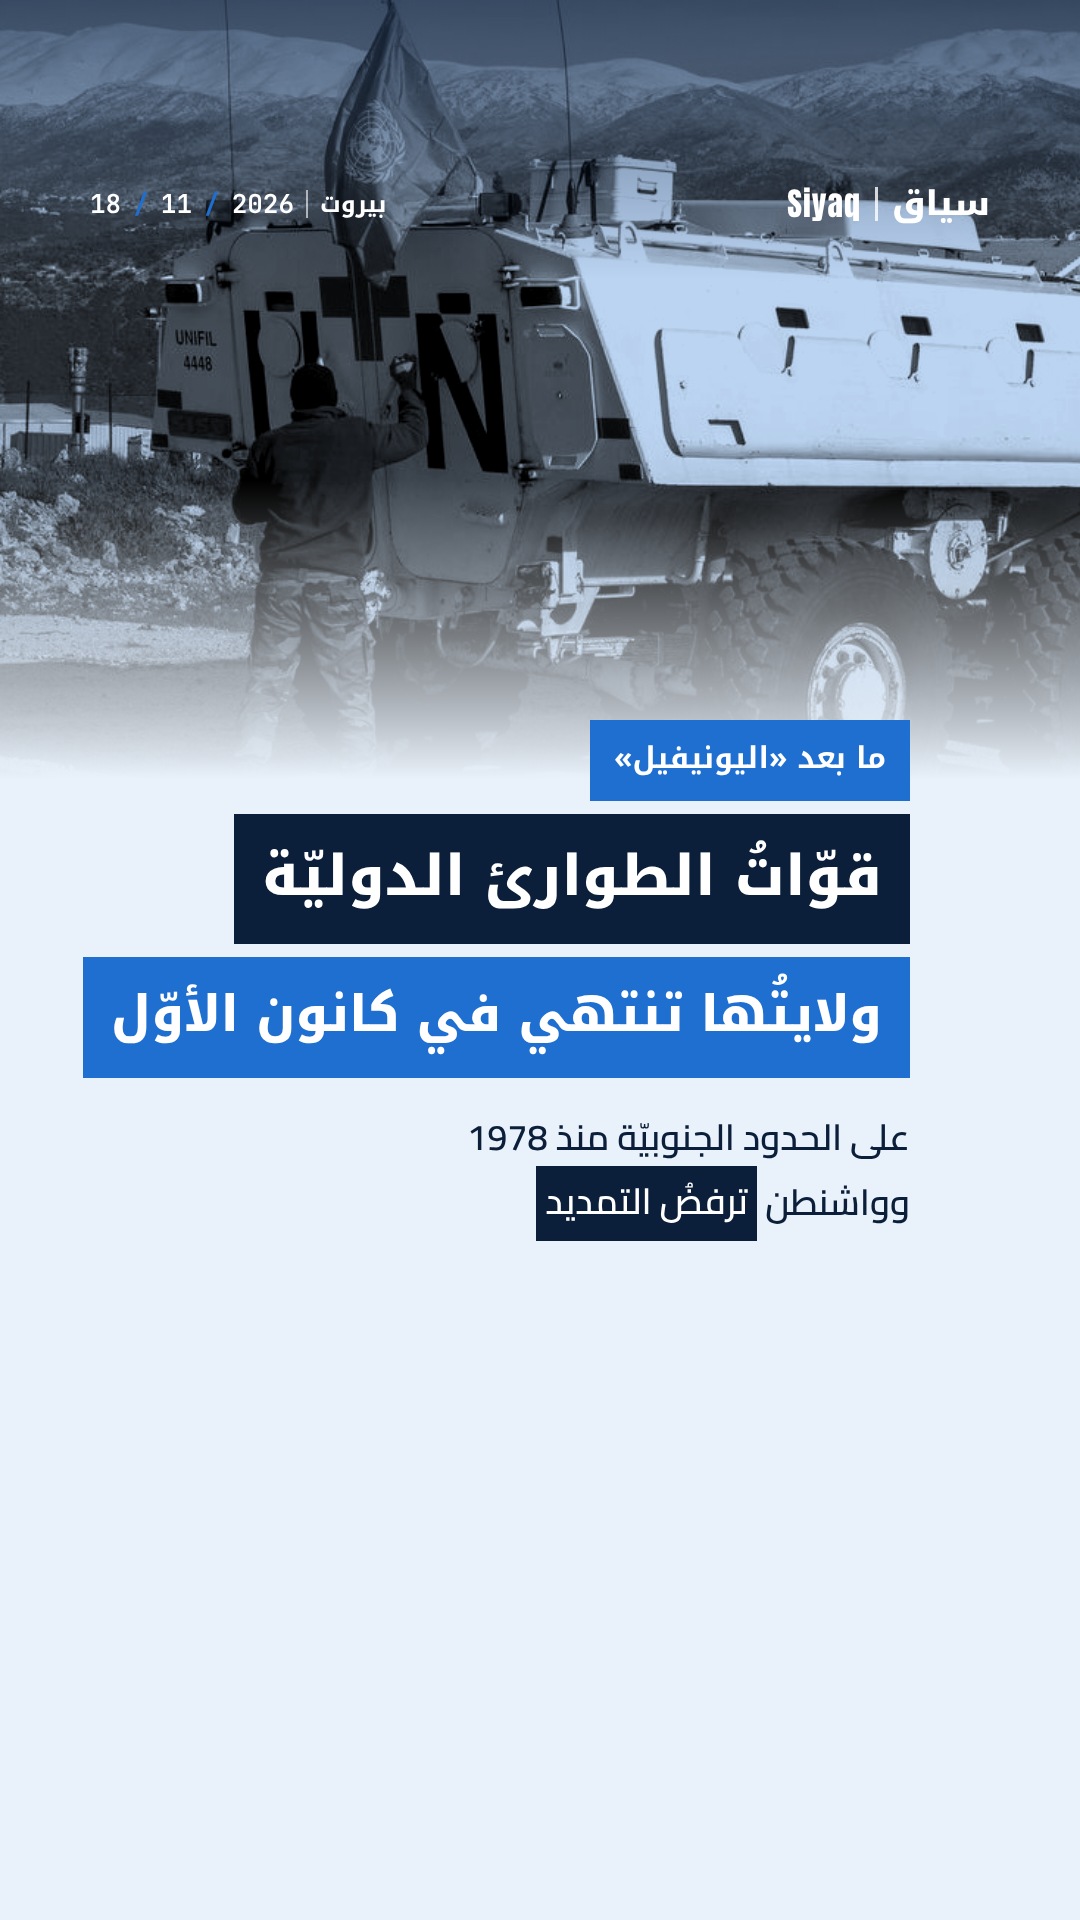 سياق | Siyaq
بيروت | 2026 / 11 / 18
UNIFIL
4448
UN
ما بعد «اليونيفيل»
قوّاتُ الطوارئ الدوليّة
ولايتُها تنتهي في كانون الأوّل
على الحدود الجنوبيّة منذ 1978
وواشنطن ترفضُ التمديد